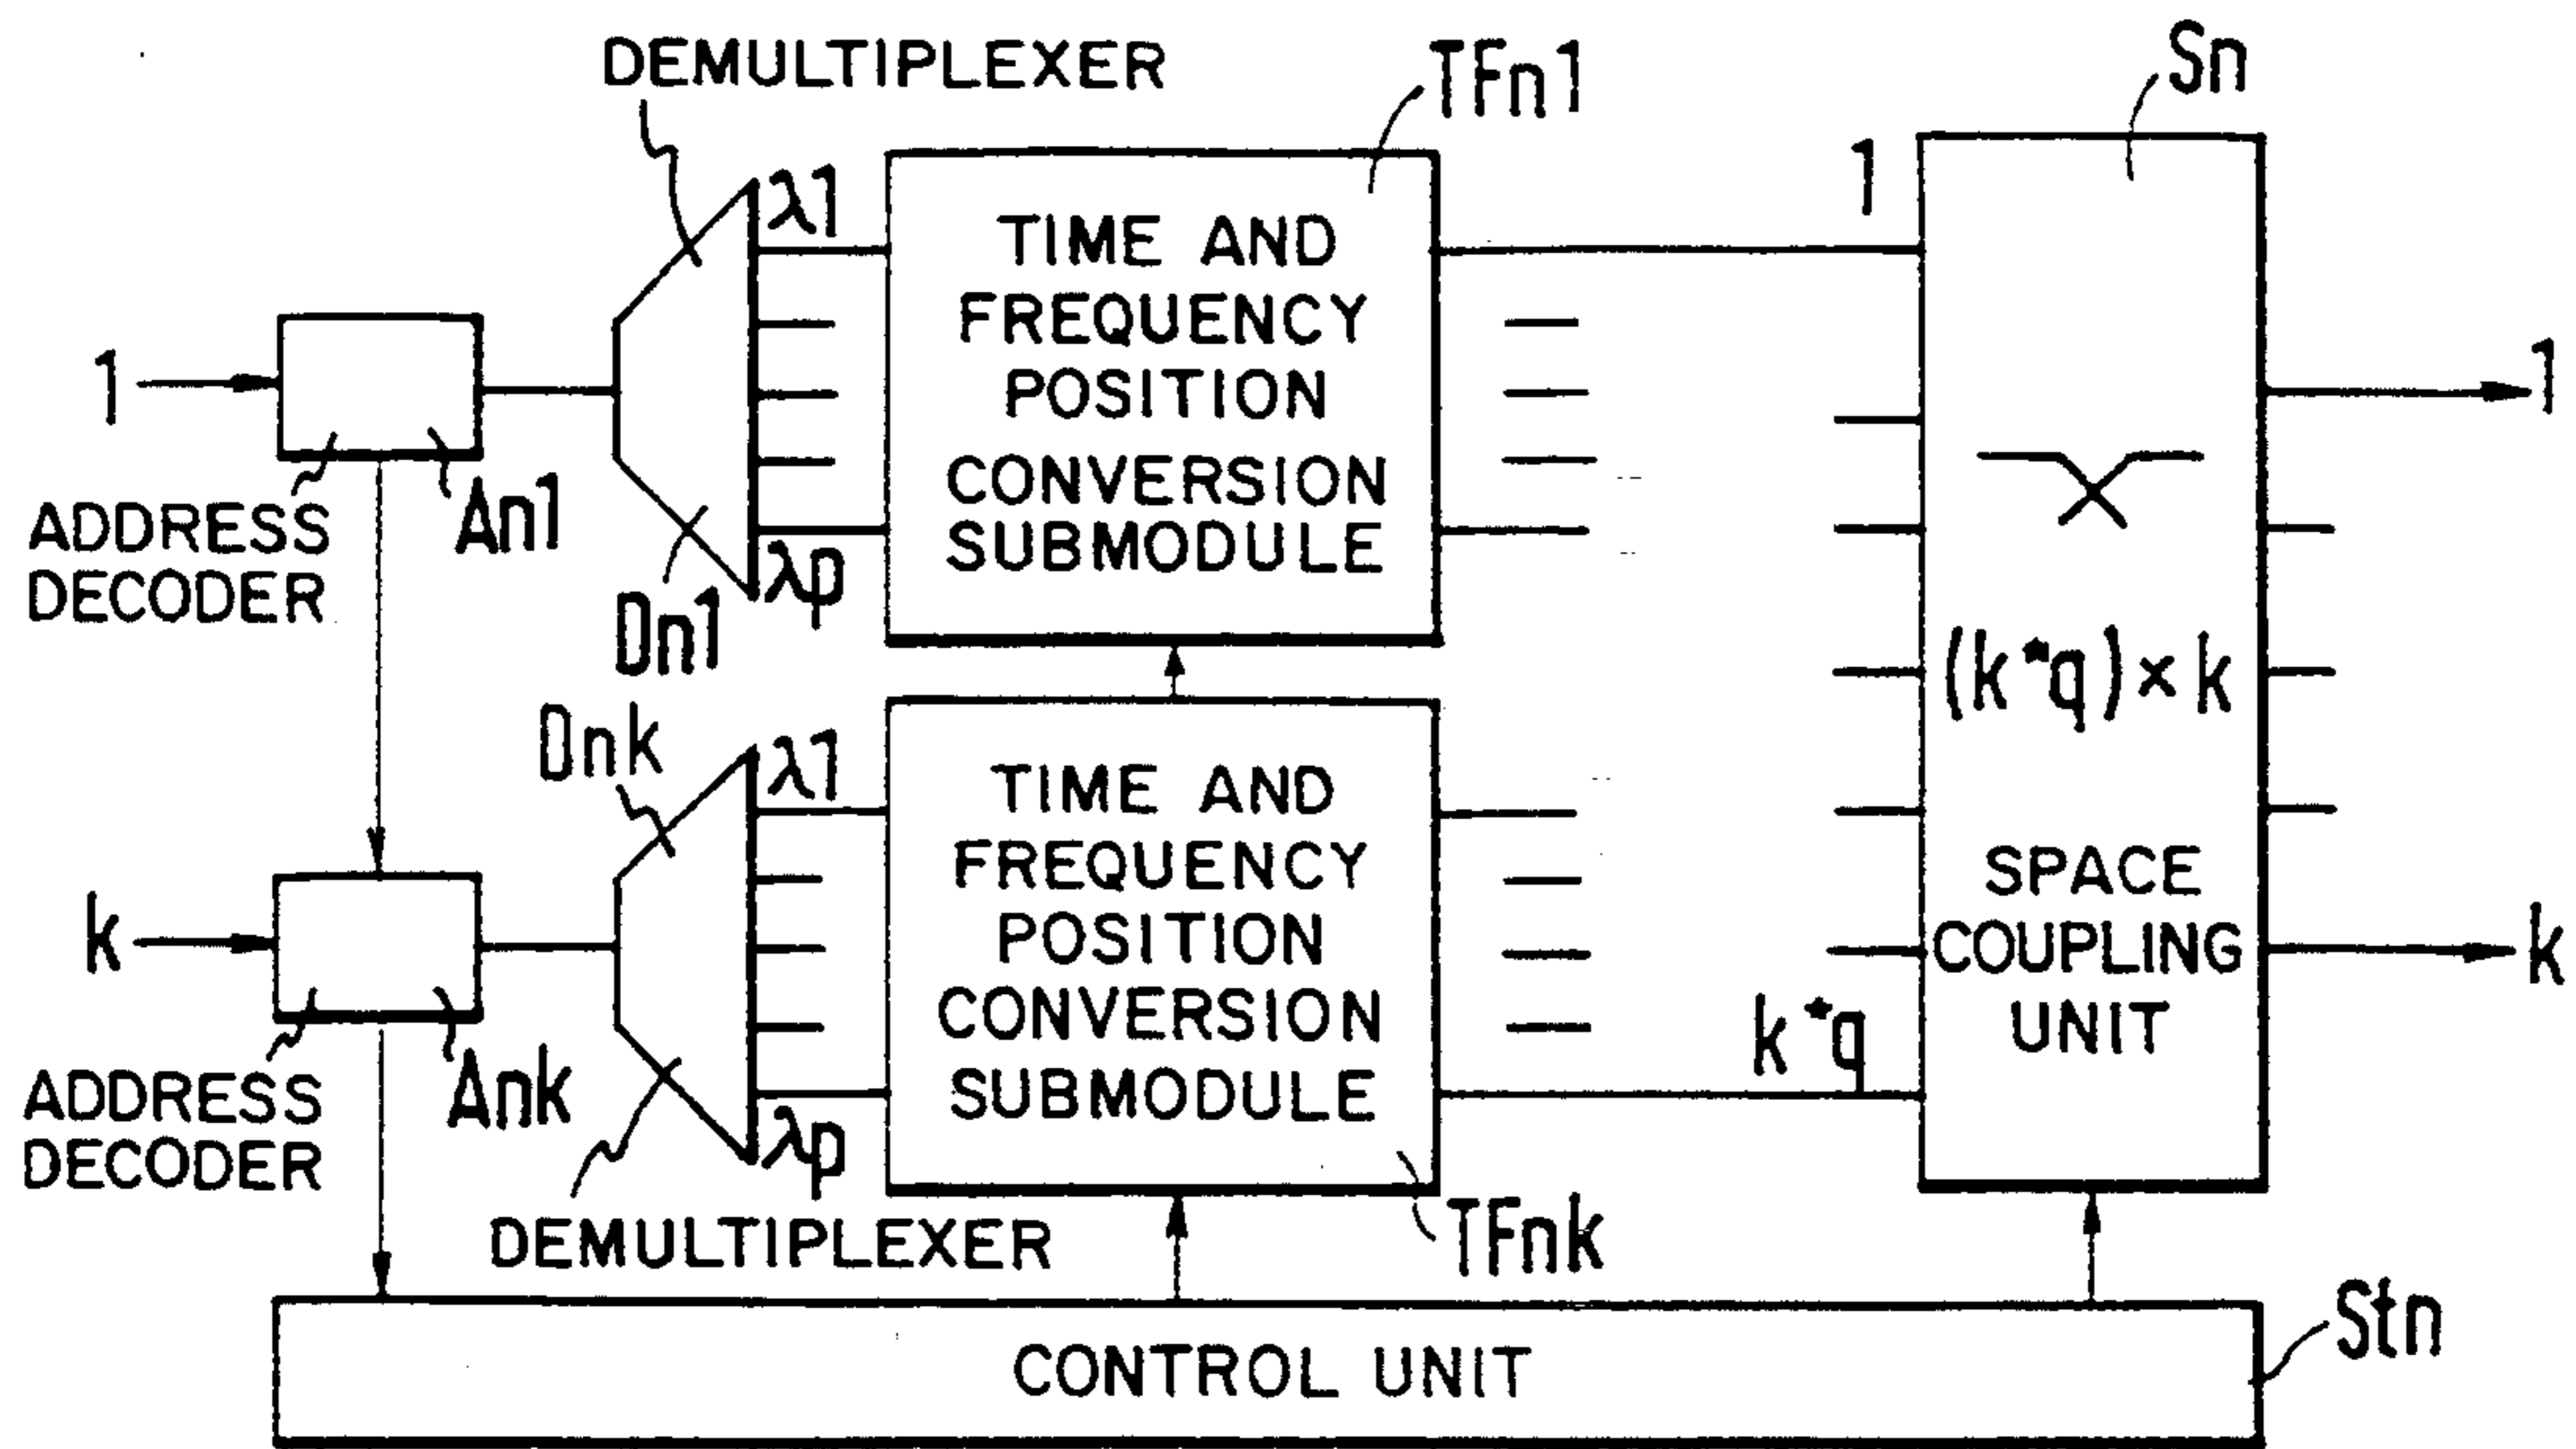 DEMULTIPLEXER
TFn1
Sn
λ1
1
TIME AND
FREQUENCY
POSITION
CONVERSION
SUBMODULE
1
1
An1
ADDRESS
DECODER
λp
Dn1
(k*q)×k
Dnk
λ1
TIME AND
FREQUENCY
POSITION
CONVERSION
SUBMODULE
SPACE
COUPLING
UNIT
k
k
k*q
Ank
ADDRESS
DECODER
λp
DEMULTIPLEXER
TFnk
Stn
CONTROL UNIT